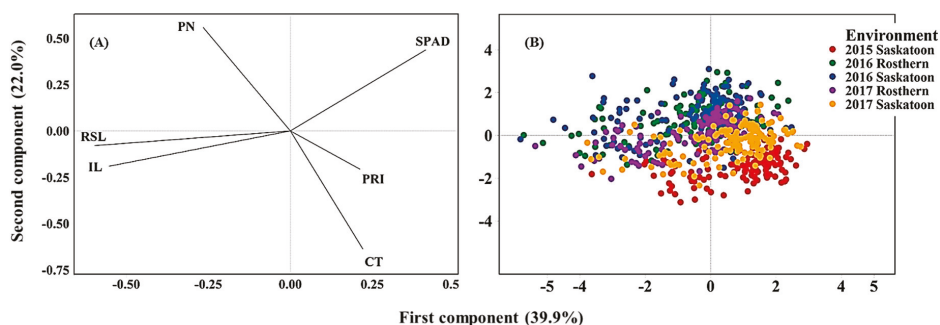 (A)
PN
SPAD
RSL
IL
PRI
CT
0.50
0.25
0.00
-0.25
-0.50
-0.75
-0.50
-0.25
0.00
0.25
0.5
Second component (22.0%)
(B)
Environment
2015 Saskatoon
2016 Rosthern
2016 Saskatoon
2017 Rosthern
2017 Saskatoon
4
2
0
-2
-4
-5 -4 -2 0 2 4 5
First component (39.9%)